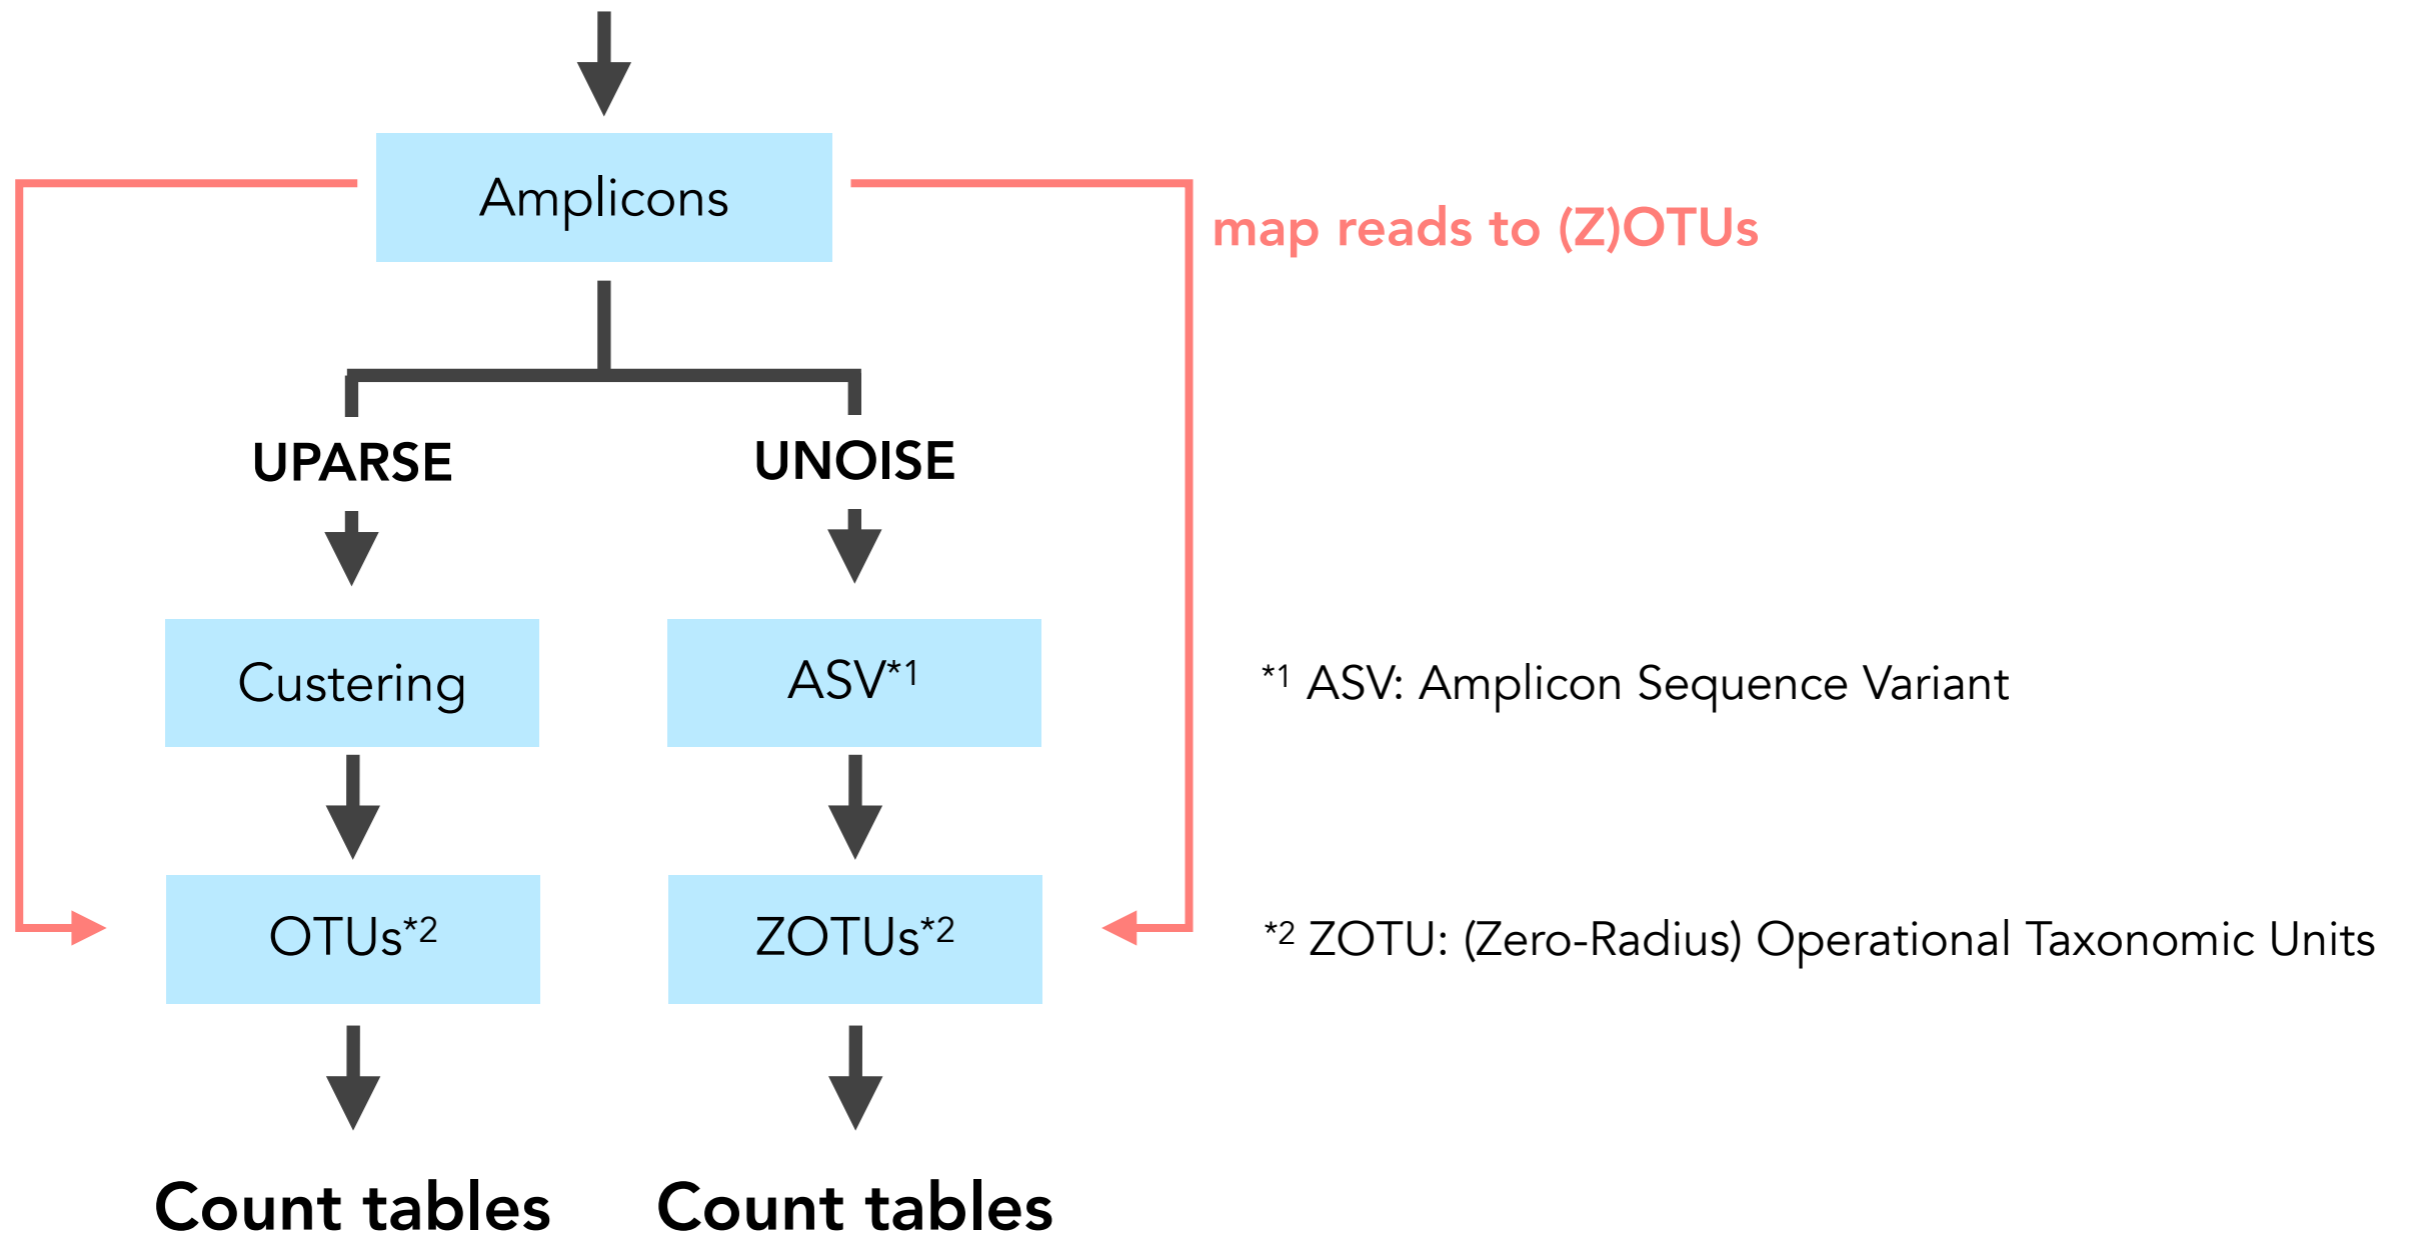 Amplicons
map reads to (Z)OTUs
UPARSE
UNOISE
Custering
ASV*1
*1 ASV: Amplicon Sequence Variant
OTUs*2
ZOTUs*2
*2 ZOTU: (Zero-Radius) Operational Taxonomic Units
Count tables
Count tables